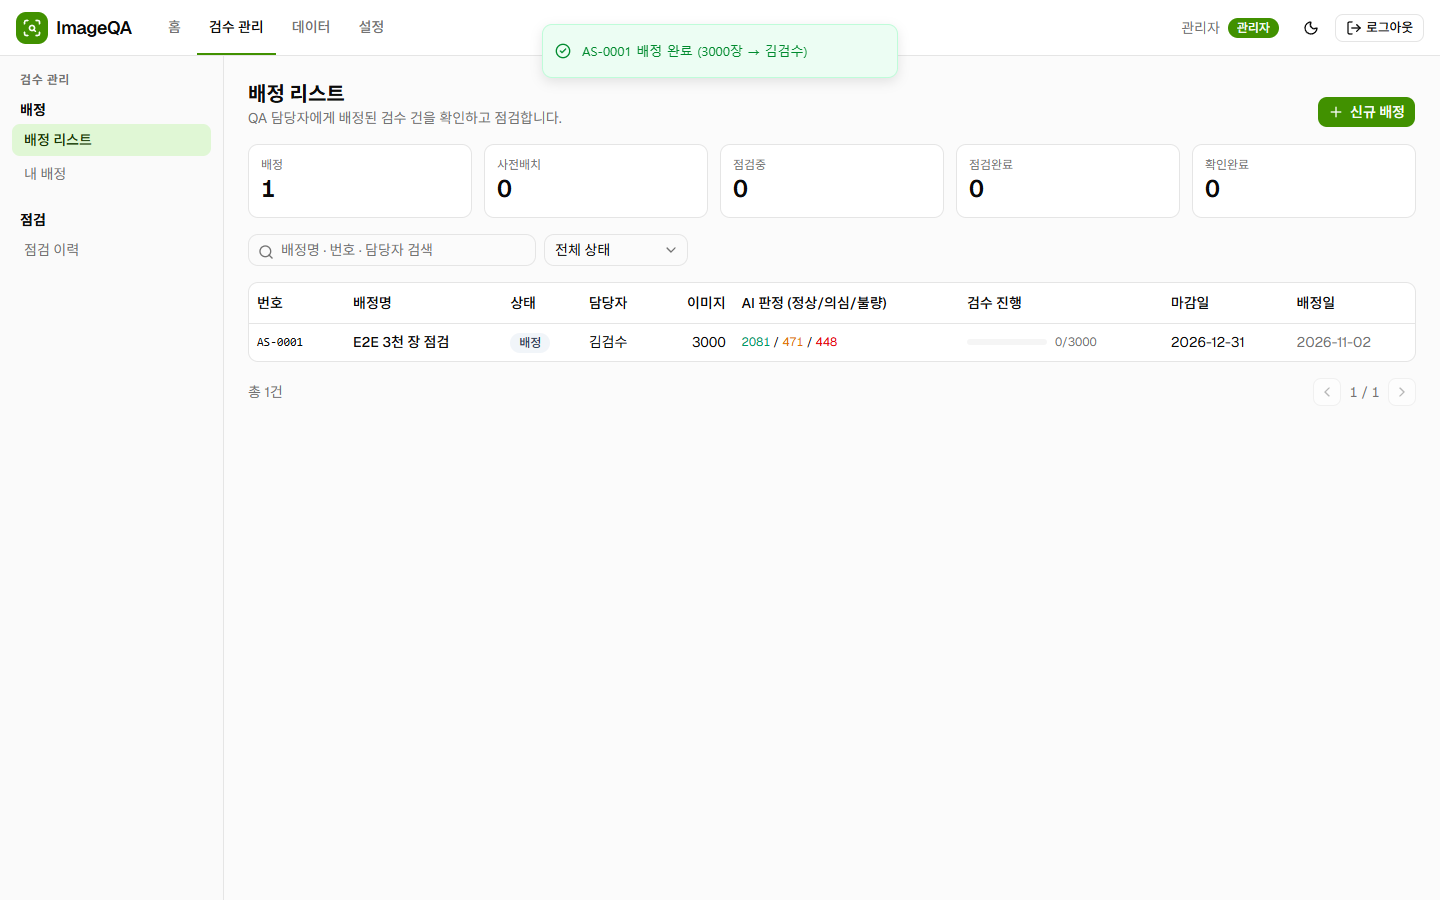 ImageQA
홈
검수 관리
데이터
설정
AS-0001 배정 완료 (3000장 → 김검수)
관리자
관리자
로그아웃
검수 관리
배정
배정 리스트
내 배정
점검
점검 이력
배정 리스트
QA 담당자에게 배정된 검수 건을 확인하고 점검합니다.
신규 배정
배정
1
사전배치
0
점검중
0
점검완료
0
확인완료
0
배정명 · 번호 · 담당자 검색
전체 상태
번호 배정명 상태 담당자 이미지 AI 판정 (정상/의심/불량) 검수 진행 마감일 배정일
AS-0001 E2E 3천 장 점검 배정 김검수 3000 2081 / 471 / 448 0/3000 2026-12-31 2026-11-02
총 1건
1 / 1